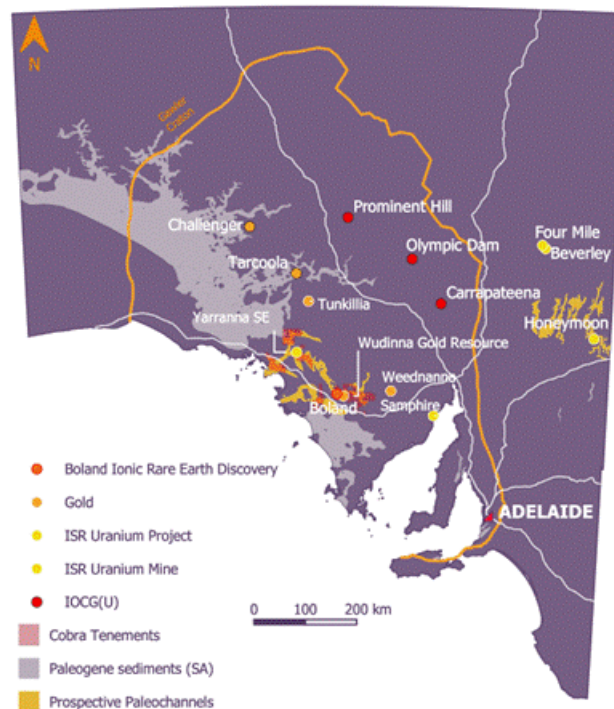 N
Gawler
Craton
Prominent Hill
Challenger
Four Mile
Beverley
Olympic Dam
Tarcoola
Carrapateena
Tunkillia
Honeymoon
Yarranna SE
Wudinna Gold Resource
Weednanna
Boland
Samphire
ADELAIDE
Boland Ionic Rare Earth Discovery
Gold
ISR Uranium Project
ISR Uranium Mine
IOCG(U)
0 100 200 km
Cobra Tenements
Paleogene sediments (SA)
Prospective Paleochannels